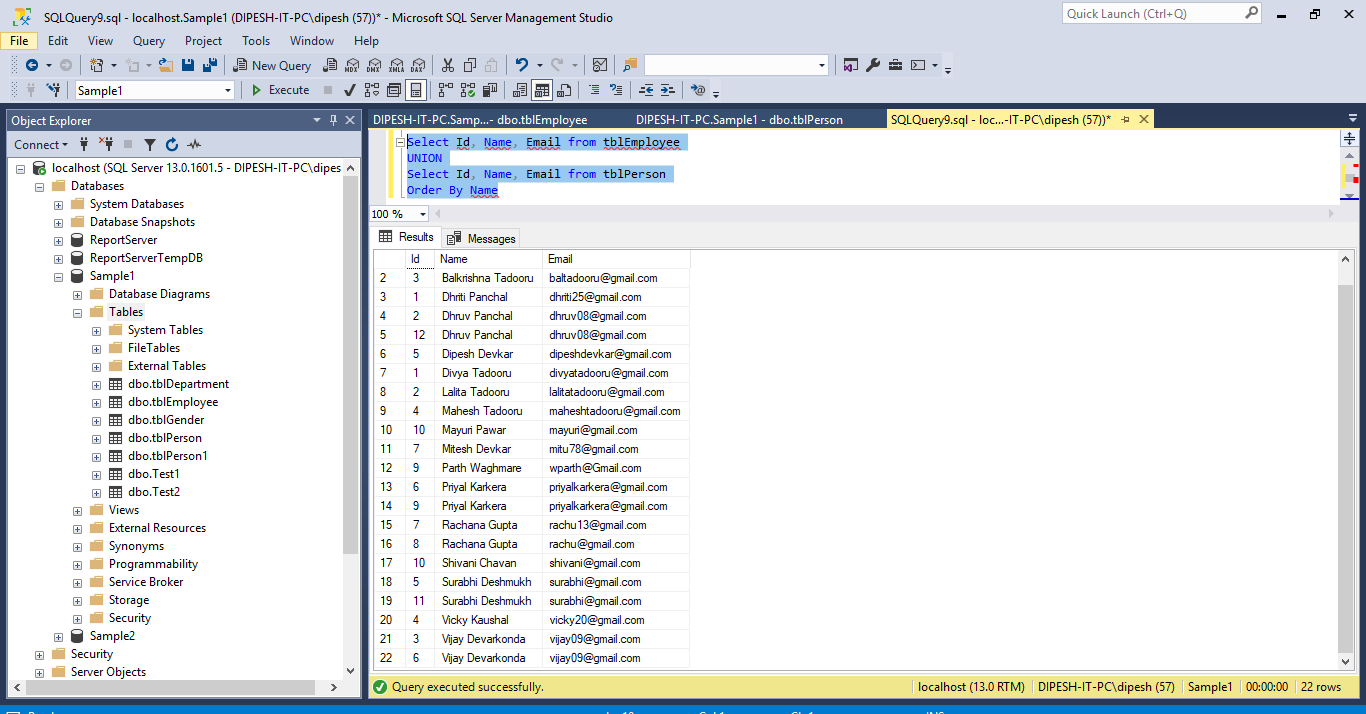 SQLQuery9.sql - localhost.Sample1 (DIPESH-IT-PC\dipesh (57))* - Microsoft SQL Server Management Studio
Quick Launch (Ctrl+Q)
File Edit View Query Project Tools Window Help
New Query MDX DMX XMLA DAX
Sample1 Execute
Object Explorer
Connect
localhost (SQL Server 13.0.1601.5 - DIPESH-IT-PC\dipes
Databases
System Databases
Database Snapshots
ReportServer
ReportServerTempDB
Sample1
Database Diagrams
Tables
System Tables
FileTables
External Tables
dbo.tblDepartment
dbo.tblEmployee
dbo.tblGender
dbo.tblPerson
dbo.tblPerson1
dbo.Test1
dbo.Test2
Views
External Resources
Synonyms
Programmability
Service Broker
Storage
Security
Sample2
Security
Server Objects
DIPESH-IT-PC.Samp...- dbo.tblEmployee DIPESH-IT-PC.Sample1 - dbo.tblPerson SQLQuery9.sql - loc...-IT-PC\dipesh (57))*
Select Id, Name, Email from tblEmployee
UNION
Select Id, Name, Email from tblPerson
Order By Name
100 %
Results Messages
Id Name Email
2 3 Balkrishna Tadooru baltadooru@gmail.com
3 1 Dhriti Panchal dhriti25@gmail.com
4 2 Dhruv Panchal dhruv08@gmail.com
5 12 Dhruv Panchal dhruv08@gmail.com
6 5 Dipesh Devkar dipeshdevkar@gmail.com
7 1 Divya Tadooru divyatadooru@gmail.com
8 2 Lalita Tadooru lalitatadooru@gmail.com
9 4 Mahesh Tadooru maheshtadooru@gmail.com
10 10 Mayuri Pawar mayuri@gmail.com
11 7 Mitesh Devkar mitu78@gmail.com
12 9 Parth Waghmare wparth@Gmail.com
13 6 Priyal Karkera priyalkarkera@gmail.com
14 9 Priyal Karkera priyalkarkera@gmail.com
15 7 Rachana Gupta rachu13@gmail.com
16 8 Rachana Gupta rachu@gmail.com
17 10 Shivani Chavan shivani@gmail.com
18 5 Surabhi Deshmukh surabhi@gmail.com
19 11 Surabhi Deshmukh surabhi@gmail.com
20 4 Vicky Kaushal vicky20@gmail.com
21 3 Vijay Devarkonda vijay09@gmail.com
22 6 Vijay Devarkonda vijay09@gmail.com
Query executed successfully. localhost (13.0 RTM) DIPESH-IT-PC\dipesh (57) Sample1 00:00:00 22 rows